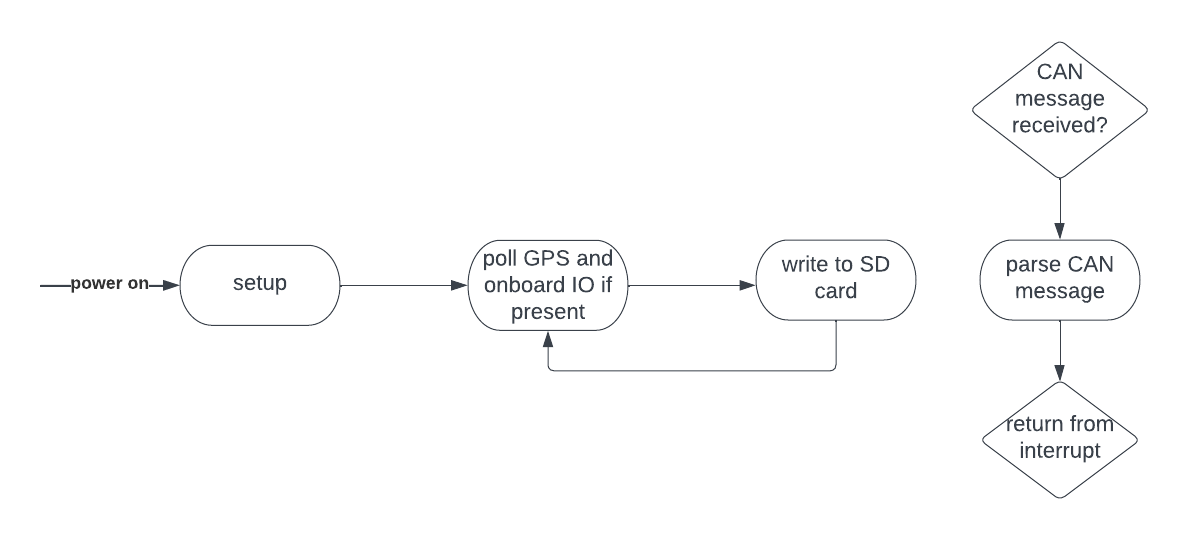 power on
setup
poll GPS and
onboard IO if
present
write to SD
card
CAN
message
received?
parse CAN
message
return from
interrupt